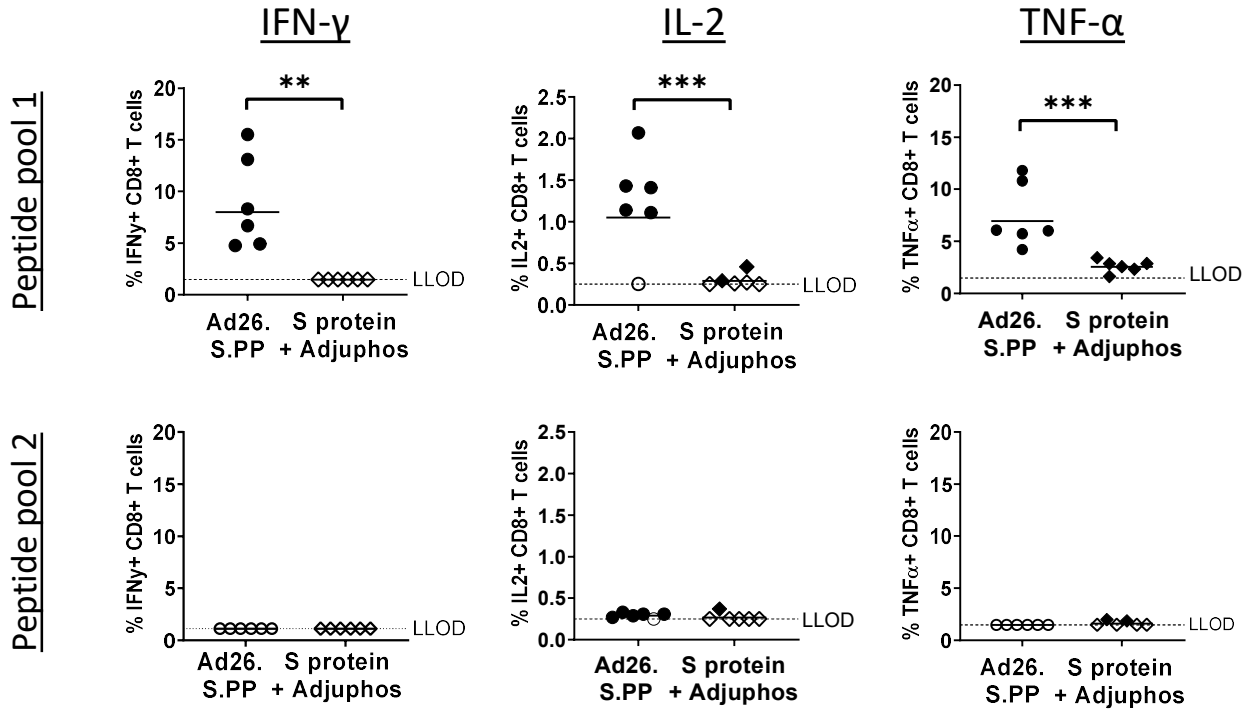 IFN-γ
IL-2
TNF-α
Peptide pool 1
% IFNy+ CD8+ T cells
20
15
10
5
0
**
LLOD
Ad26. S protein
S.PP + Adjuphos
% IL2+ CD8+ T cells
2.5
2.0
1.5
1.0
0.5
0.0
***
LLOD
Ad26. S protein
S.PP + Adjuphos
% TNFα+ CD8+ T cells
20
15
10
5
0
***
LLOD
Ad26. S protein
S.PP + Adjuphos
Peptide pool 2
% IFNy+ CD8+ T cells
20
15
10
5
0
LLOD
Ad26. S protein
S.PP + Adjuphos
% IL2+ CD8+ T cells
2.5
2.0
1.5
1.0
0.5
0.0
LLOD
Ad26. S protein
S.PP + Adjuphos
% TNFα+ CD8+ T cells
20
15
10
5
0
LLOD
Ad26. S protein
S.PP + Adjuphos